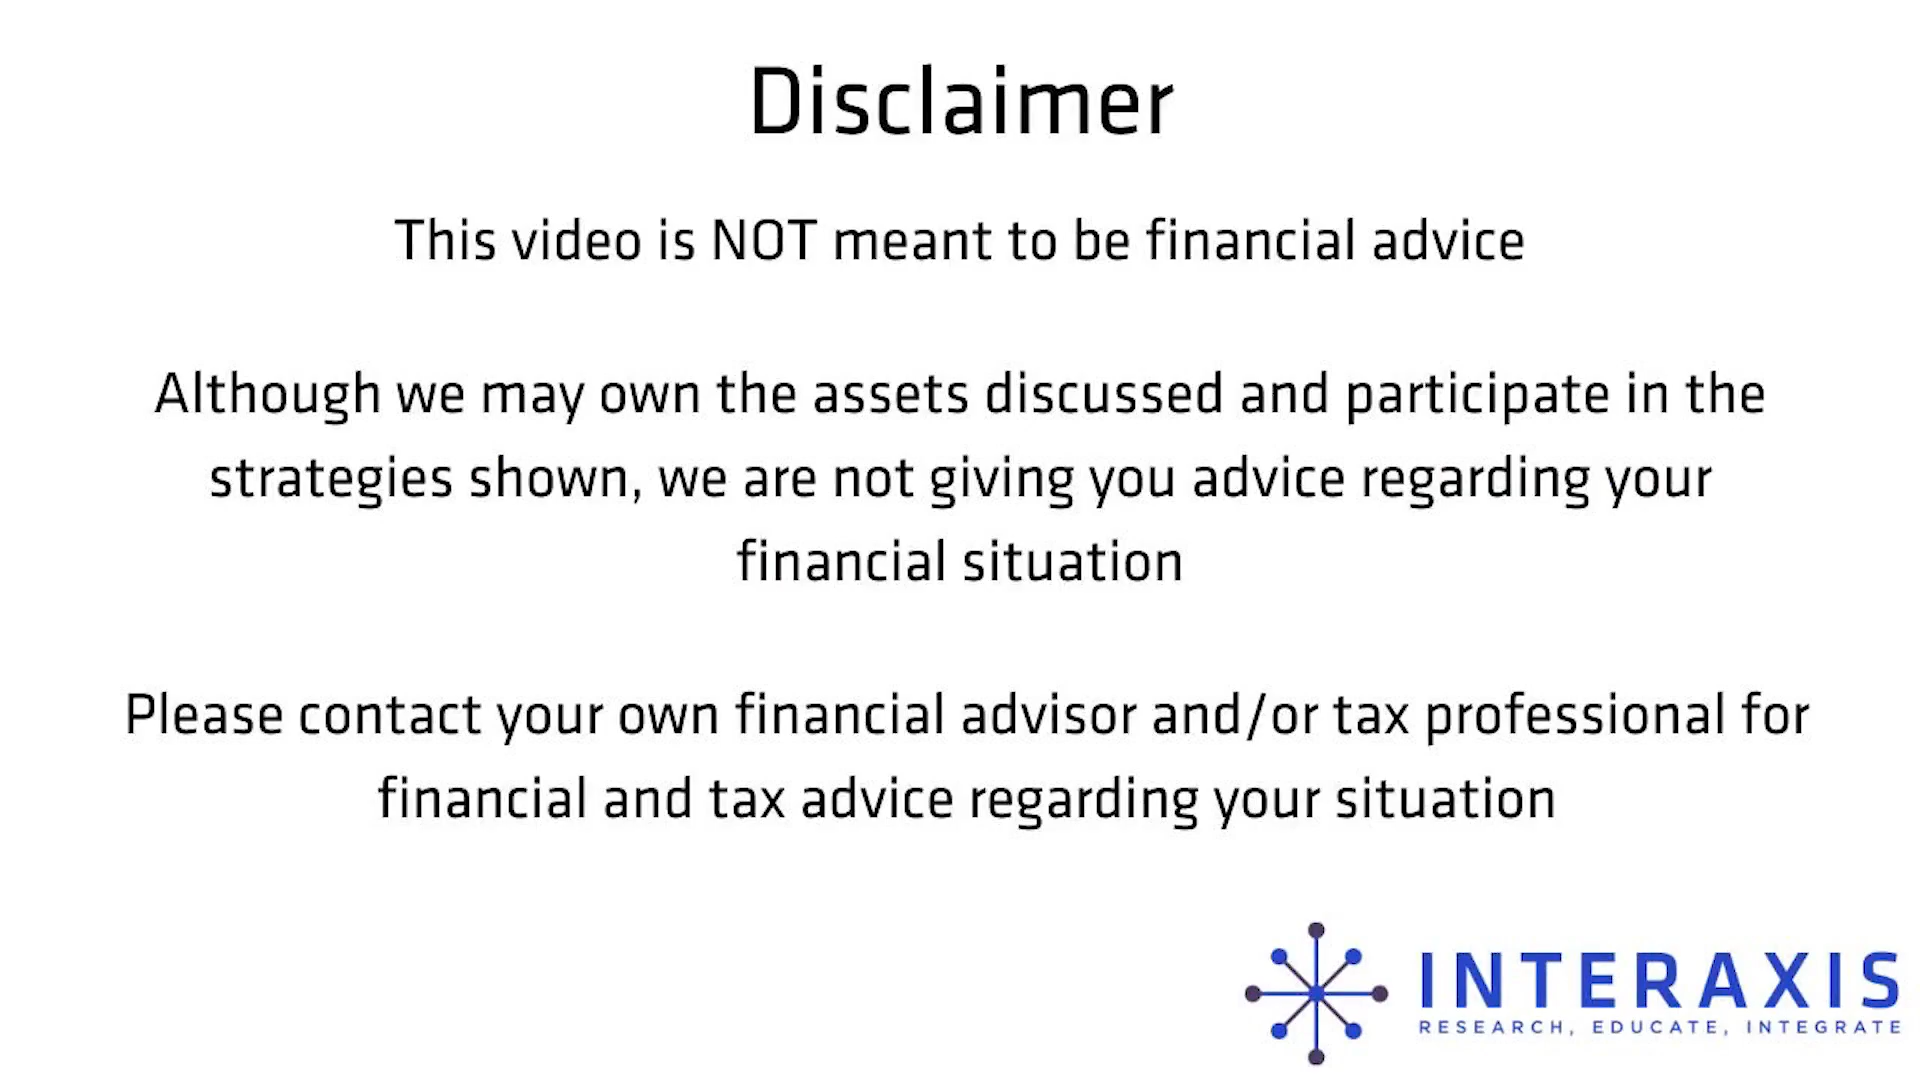 Disclaimer
This video is NOT meant to be financial advice
Although we may own the assets discussed and participate in the
strategies shown, we are not giving you advice regarding your
financial situation
Please contact your own financial advisor and/or tax professional for
financial and tax advice regarding your situation
INTERAXIS
RESEARCH, EDUCATE, INTEGRATE